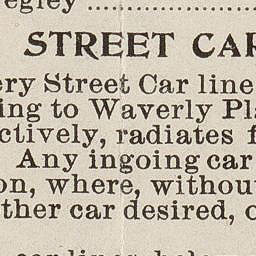 egley ................
STREET CAR
ery Street Car line
ing to Waverly Pla
ctively, radiates f
Any ingoing car
on, where, without
ther car desired, o